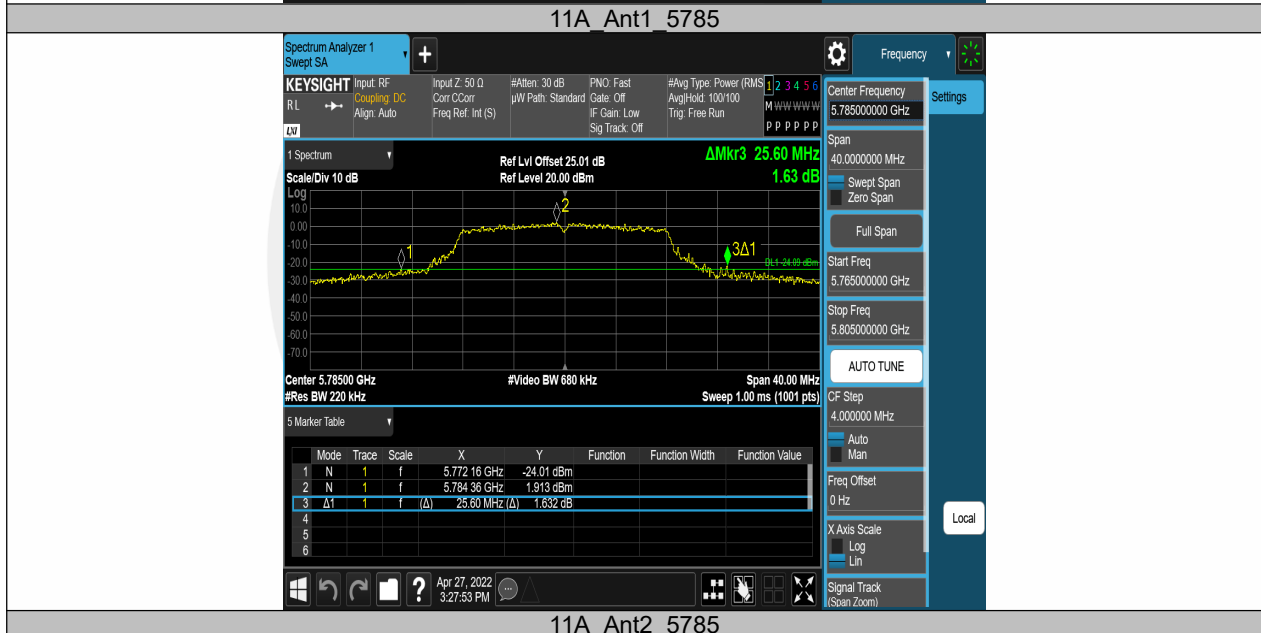 11A_Ant1_5785
Spectrum Analyzer 1
Swept SA
+
Frequency
KEYSIGHT Input: RF Input Z: 50 Ω #Atten: 30 dB PNO: Fast #Avg Type: Power (RMS 1 2 3 4 5 6
RL Coupling: DC Corr CCorr µW Path: Standard Gate: Off Avg|Hold: 100/100 M W W W W W
Align: Auto Freq Ref: Int (S) IF Gain: Low Trig: Free Run
LXI Sig Track: Off P P P P P P
Center Frequency
5.785000000 GHz
Settings
1 Spectrum
Ref Lvl Offset 25.01 dB ΔMkr3 25.60 MHz
Scale/Div 10 dB Ref Level 20.00 dBm 1.63 dB
Log
10.0
0.00
-10.0
-20.0
-30.0
-40.0
-50.0
-60.0
-70.0
1
2
3Δ1
DL1 -24.09 dBm
Center 5.78500 GHz #Video BW 680 kHz Span 40.00 MHz
#Res BW 220 kHz Sweep 1.00 ms (1001 pts)
Span
40.0000000 MHz
Swept Span
Zero Span
Full Span
Start Freq
5.765000000 GHz
Stop Freq
5.805000000 GHz
AUTO TUNE
CF Step
4.000000 MHz
Auto
Man
Freq Offset
0 Hz
X Axis Scale
Log
Lin
Signal Track
(Span Zoom)
Local
5 Marker Table
Mode Trace Scale X Y Function Function Width Function Value
1 N 1 f 5.772 16 GHz -24.01 dBm
2 N 1 f 5.784 36 GHz 1.913 dBm
3 Δ1 1 f (Δ) 25.60 MHz (Δ) 1.632 dB
4
5
6
?
Apr 27, 2022
3:27:53 PM
11A_Ant2_5785